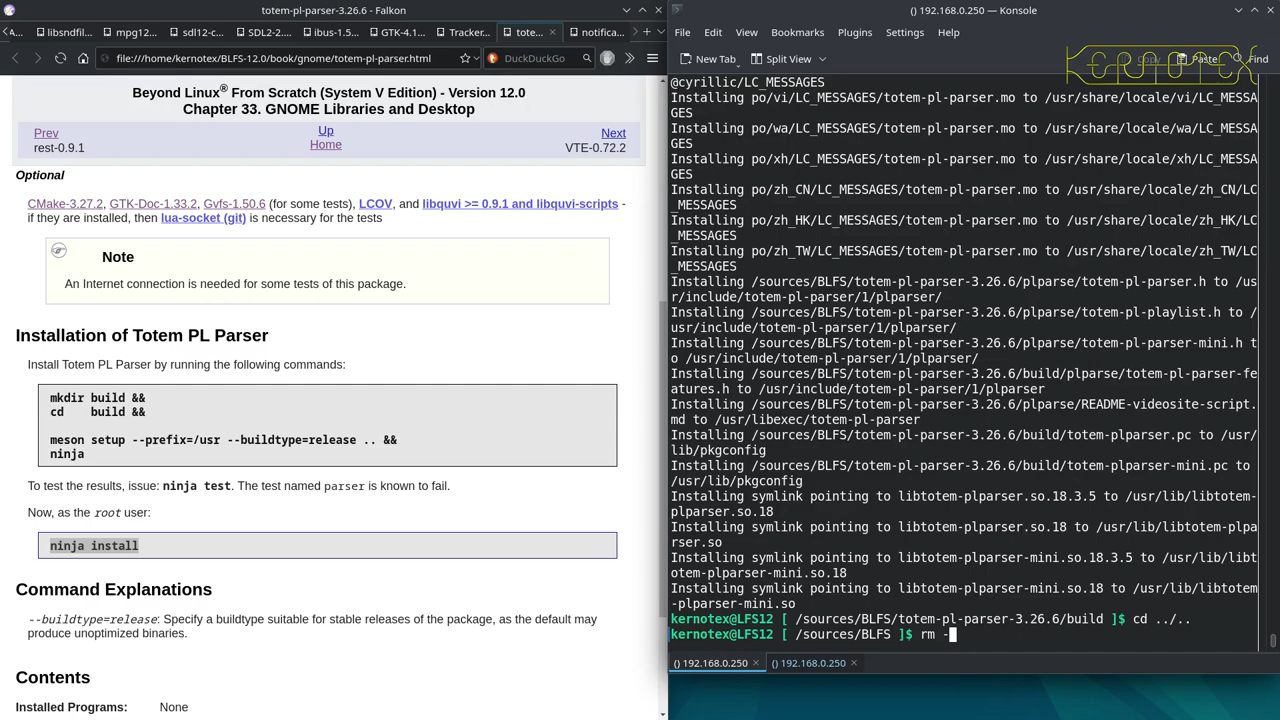 totem-pl-parser-3.26.6 - Falkon
A...
libsndfil...
mpg12...
sdl12-c...
SDL2-2....
ibus-1.5...
GTK-4.1...
Tracker...
tote...
notifica...
file:///home/kernotex/BLFS-12.0/book/gnome/totem-pl-parser.html
DuckDuckGo
Beyond Linux® From Scratch (System V Edition) - Version 12.0
Chapter 33. GNOME Libraries and Desktop
Prev
Up
Next
rest-0.9.1
Home
VTE-0.72.2
Optional
CMake-3.27.2, GTK-Doc-1.33.2, Gvfs-1.50.6 (for some tests), LCOV, and libquvi >= 0.9.1 and libquvi-scripts -
if they are installed, then lua-socket (git) is necessary for the tests
Note
An Internet connection is needed for some tests of this package.
Installation of Totem PL Parser
Install Totem PL Parser by running the following commands:
mkdir build &&
cd    build &&
meson setup --prefix=/usr --buildtype=release .. &&
ninja
To test the results, issue: ninja test. The test named parser is known to fail.
Now, as the root user:
ninja install
Command Explanations
--buildtype=release: Specify a buildtype suitable for stable releases of the package, as the default may
produce unoptimized binaries.
Contents
Installed Programs: None
() 192.168.0.250 — Konsole
File Edit View Bookmarks Plugins Settings Help
New Tab
Split View
Copy
Paste
Find
KERNOTEX
@cyrillic/LC_MESSAGES
Installing po/vi/LC_MESSAGES/totem-pl-parser.mo to /usr/share/locale/vi/LC_MESSA
GES
Installing po/wa/LC_MESSAGES/totem-pl-parser.mo to /usr/share/locale/wa/LC_MESSA
GES
Installing po/xh/LC_MESSAGES/totem-pl-parser.mo to /usr/share/locale/xh/LC_MESSA
GES
Installing po/zh_CN/LC_MESSAGES/totem-pl-parser.mo to /usr/share/locale/zh_CN/LC
_MESSAGES
Installing po/zh_HK/LC_MESSAGES/totem-pl-parser.mo to /usr/share/locale/zh_HK/LC
_MESSAGES
Installing po/zh_TW/LC_MESSAGES/totem-pl-parser.mo to /usr/share/locale/zh_TW/LC
_MESSAGES
Installing /sources/BLFS/totem-pl-parser-3.26.6/plparse/totem-pl-parser.h to /us
r/include/totem-pl-parser/1/plparser/
Installing /sources/BLFS/totem-pl-parser-3.26.6/plparse/totem-pl-playlist.h to /
usr/include/totem-pl-parser/1/plparser/
Installing /sources/BLFS/totem-pl-parser-3.26.6/plparse/totem-pl-parser-mini.h t
o /usr/include/totem-pl-parser/1/plparser/
Installing /sources/BLFS/totem-pl-parser-3.26.6/build/plparse/totem-pl-parser-fe
atures.h to /usr/include/totem-pl-parser/1/plparser
Installing /sources/BLFS/totem-pl-parser-3.26.6/plparse/README-videosite-script.
md to /usr/libexec/totem-pl-parser
Installing /sources/BLFS/totem-pl-parser-3.26.6/build/totem-plparser.pc to /usr/
lib/pkgconfig
Installing /sources/BLFS/totem-pl-parser-3.26.6/build/totem-plparser-mini.pc to
/usr/lib/pkgconfig
Installing symlink pointing to libtotem-plparser.so.18.3.5 to /usr/lib/libtotem-
plparser.so.18
Installing symlink pointing to libtotem-plparser.so.18 to /usr/lib/libtotem-plpa
rser.so
Installing symlink pointing to libtotem-plparser-mini.so.18.3.5 to /usr/lib/libt
otem-plparser-mini.so.18
Installing symlink pointing to libtotem-plparser-mini.so.18 to /usr/lib/libtotem
-plparser-mini.so
kernotex@LFS12 [ /sources/BLFS/totem-pl-parser-3.26.6/build ]$ cd ../..
kernotex@LFS12 [ /sources/BLFS ]$ rm -
() 192.168.0.250
() 192.168.0.250